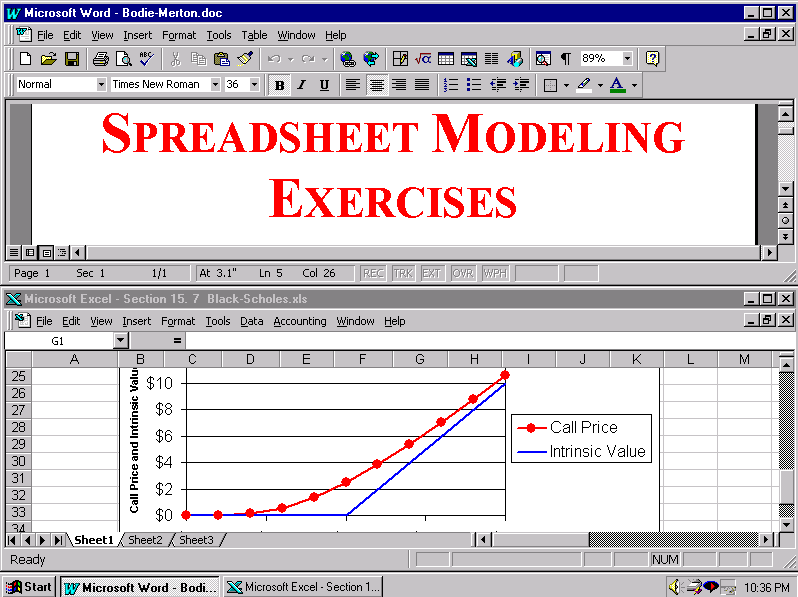 Microsoft Word - Bodie-Merton.doc
File Edit View Insert Format Tools Table Window Help
ABC
89%
Normal Times New Roman 36 B I U
A
SPREADSHEET MODELING
EXERCISES
Page 1 Sec 1 1/1 At 3.1" Ln 5 Col 26 REC TRK EXT OVR WPH
Microsoft Excel - Section 15. 7 Black-Scholes.xls
File Edit View Insert Format Tools Data Accounting Window Help
G1 =
A B C D E F G H I J K L M
25
26
27
28
29
30
31
32
33
34
Call Price and Intrinsic Valu
$10
$8
$6
$4
$2
$0
Call Price
Intrinsic Value
Sheet1 Sheet2 Sheet3
Ready NUM
Start Microsoft Word - Bodi... Microsoft Excel - Section 1... 10:36 PM